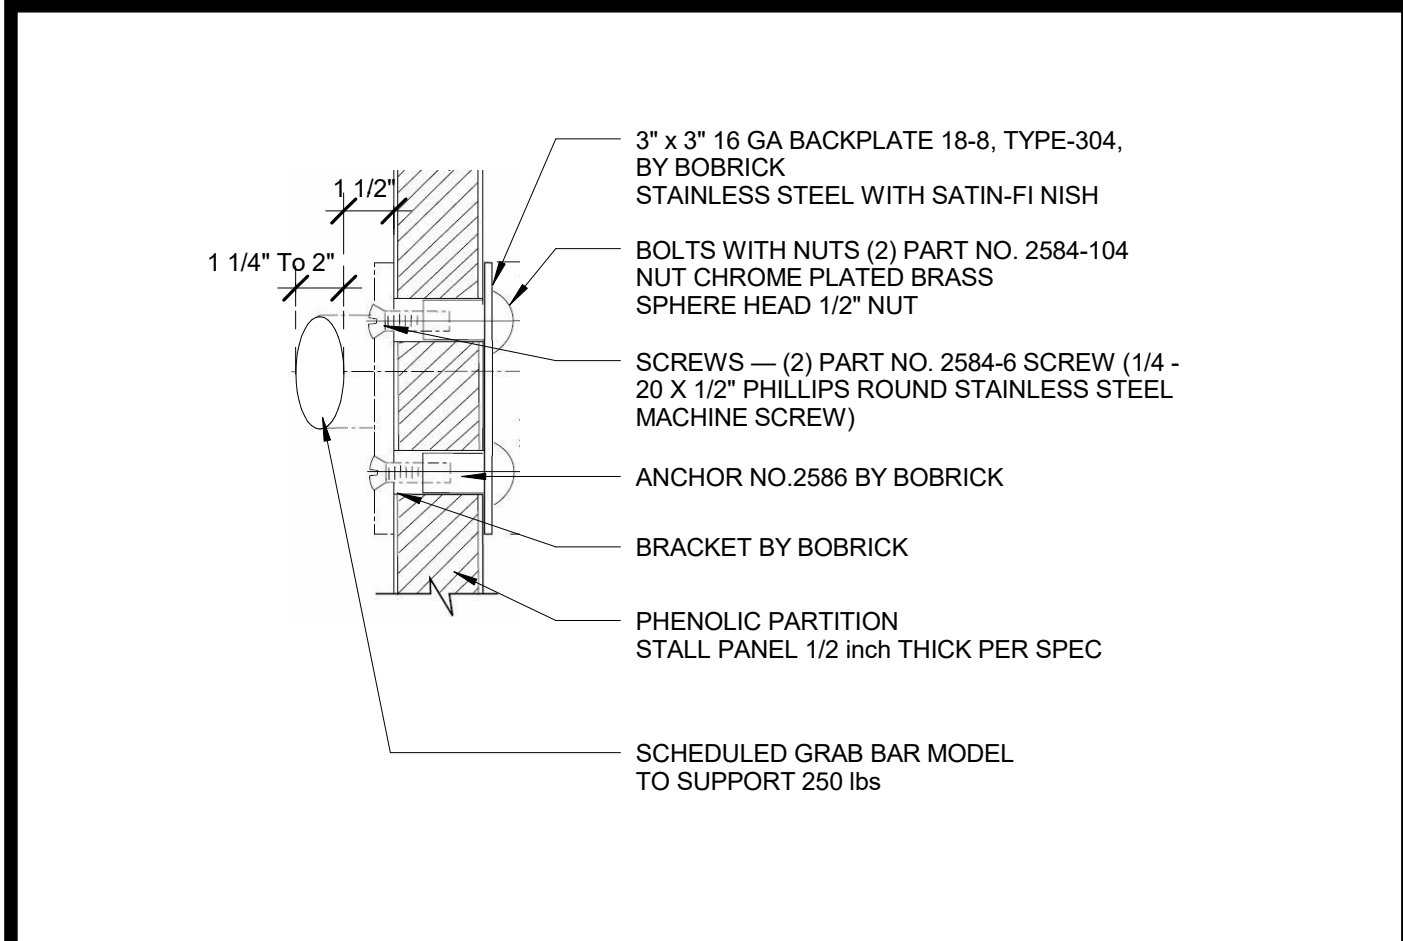 3" x 3" 16 GA BACKPLATE 18-8, TYPE-304,
BY BOBRICK
STAINLESS STEEL WITH SATIN-FI NISH
1 1/2"
BOLTS WITH NUTS (2) PART NO. 2584-104
NUT CHROME PLATED BRASS
SPHERE HEAD 1/2" NUT
1 1/4" To 2"
SCREWS — (2) PART NO. 2584-6 SCREW (1/4 -
20 X 1/2" PHILLIPS ROUND STAINLESS STEEL
MACHINE SCREW)
ANCHOR NO.2586 BY BOBRICK
BRACKET BY BOBRICK
PHENOLIC PARTITION
STALL PANEL 1/2 inch THICK PER SPEC
SCHEDULED GRAB BAR MODEL
TO SUPPORT 250 lbs